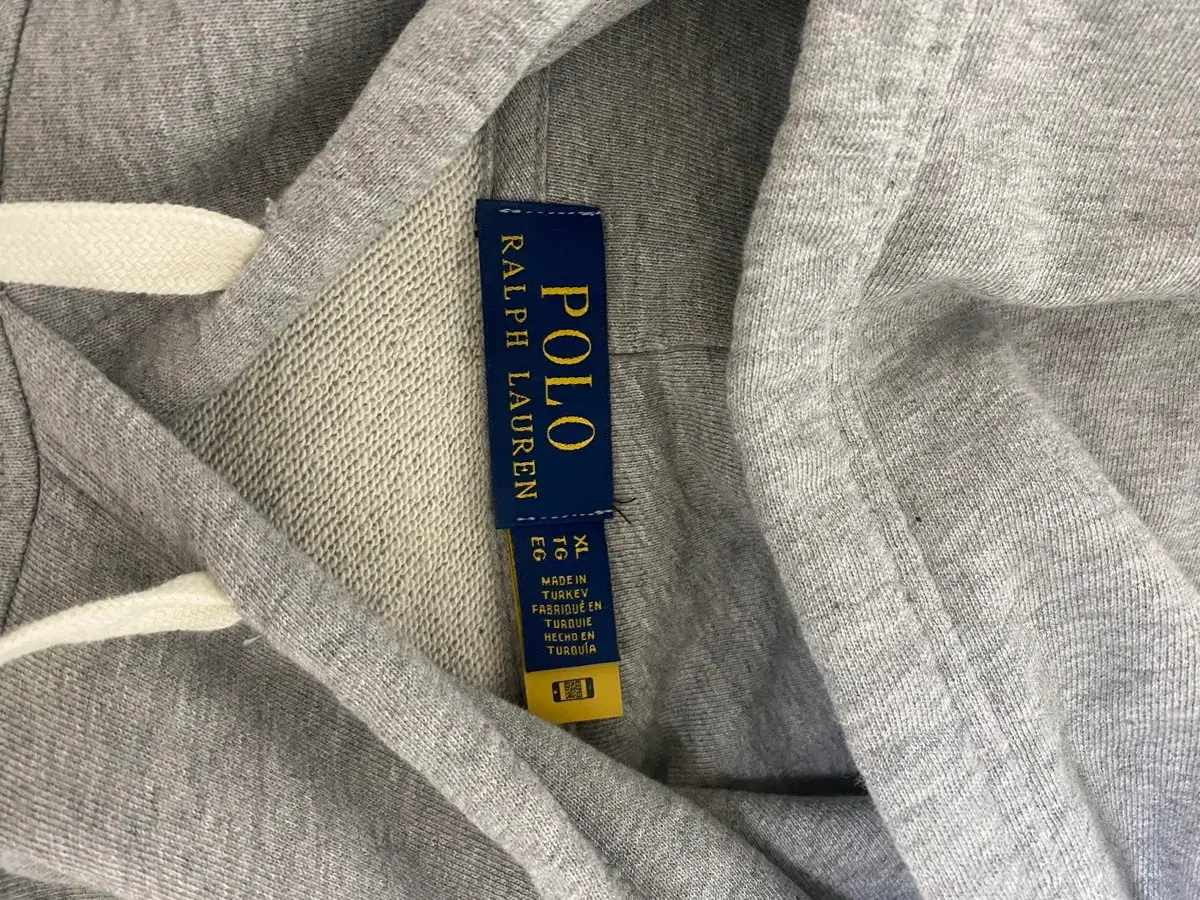 POLO
RALPH LAUREN
XL
TG
EG
MADE IN
TURKEY
FABRIQUÉ EN
TURQUIE
HECHO EN
TURQUÍA